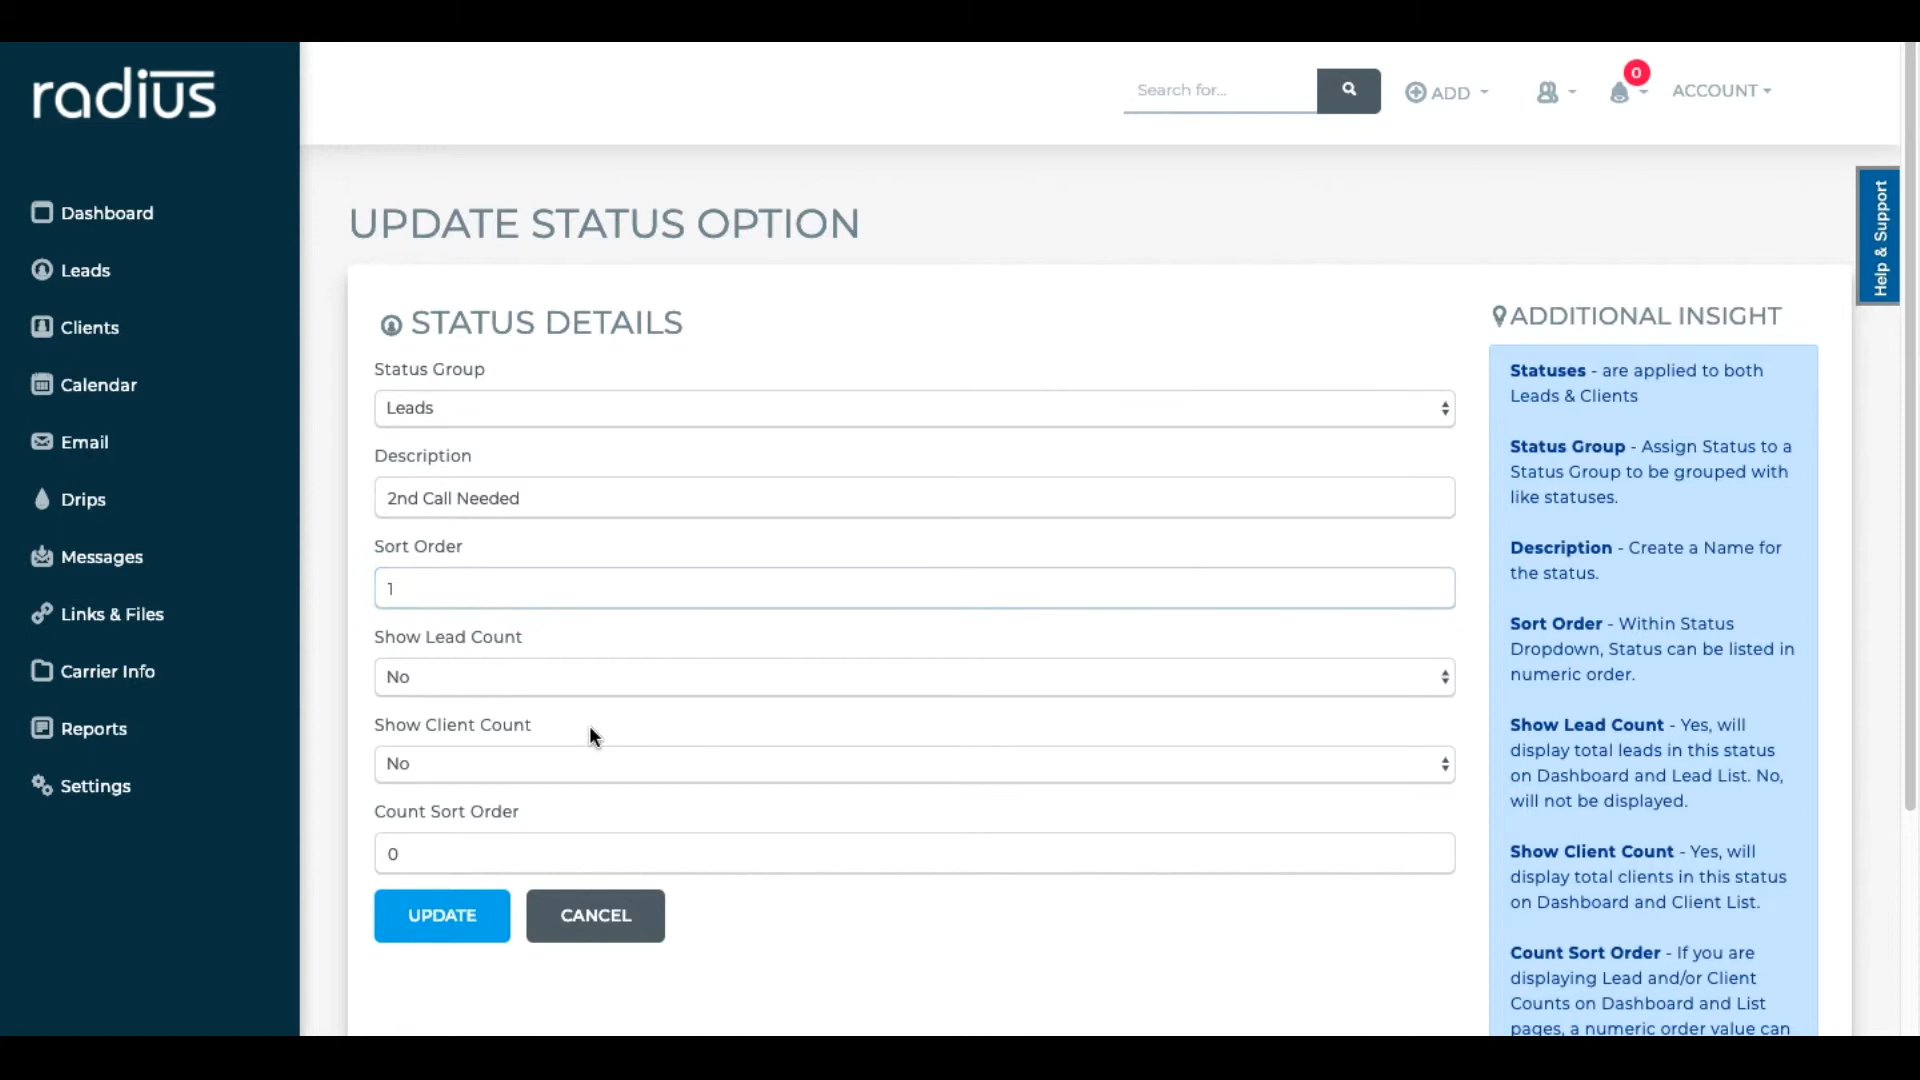 radius
Search for...
ADD
0
ACCOUNT
Dashboard
Leads
Clients
Calendar
Email
Drips
Messages
Links & Files
Carrier Info
Reports
Settings
Help & Support
UPDATE STATUS OPTION
STATUS DETAILS
Status Group
Leads
Description
2nd Call Needed
Sort Order
1
Show Lead Count
No
Show Client Count
No
Count Sort Order
0
UPDATE
CANCEL
ADDITIONAL INSIGHT
Statuses - are applied to both
Leads & Clients
Status Group - Assign Status to a
Status Group to be grouped with
like statuses.
Description - Create a Name for
the status.
Sort Order - Within Status
Dropdown, Status can be listed in
numeric order.
Show Lead Count - Yes, will
display total leads in this status
on Dashboard and Lead List. No,
will not be displayed.
Show Client Count - Yes, will
display total clients in this status
on Dashboard and Client List.
Count Sort Order - If you are
displaying Lead and/or Client
Counts on Dashboard and List
pages, a numeric order value can